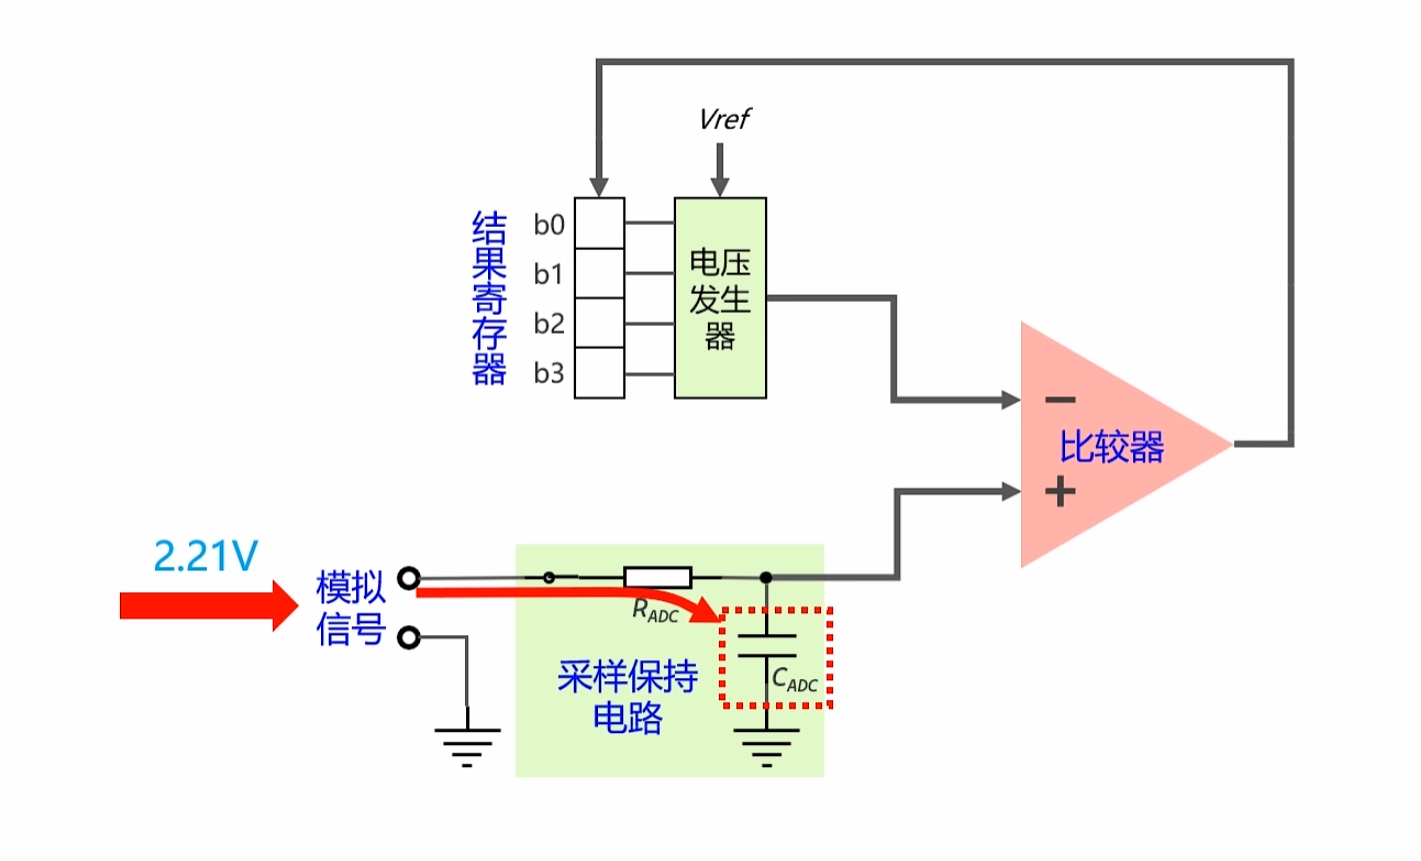 Vref
结果寄存器
b0
b1
b2
b3
电压
发生
器
−
比较器
+
2.21V
模拟
信号
RADC
采样保持
电路
CADC